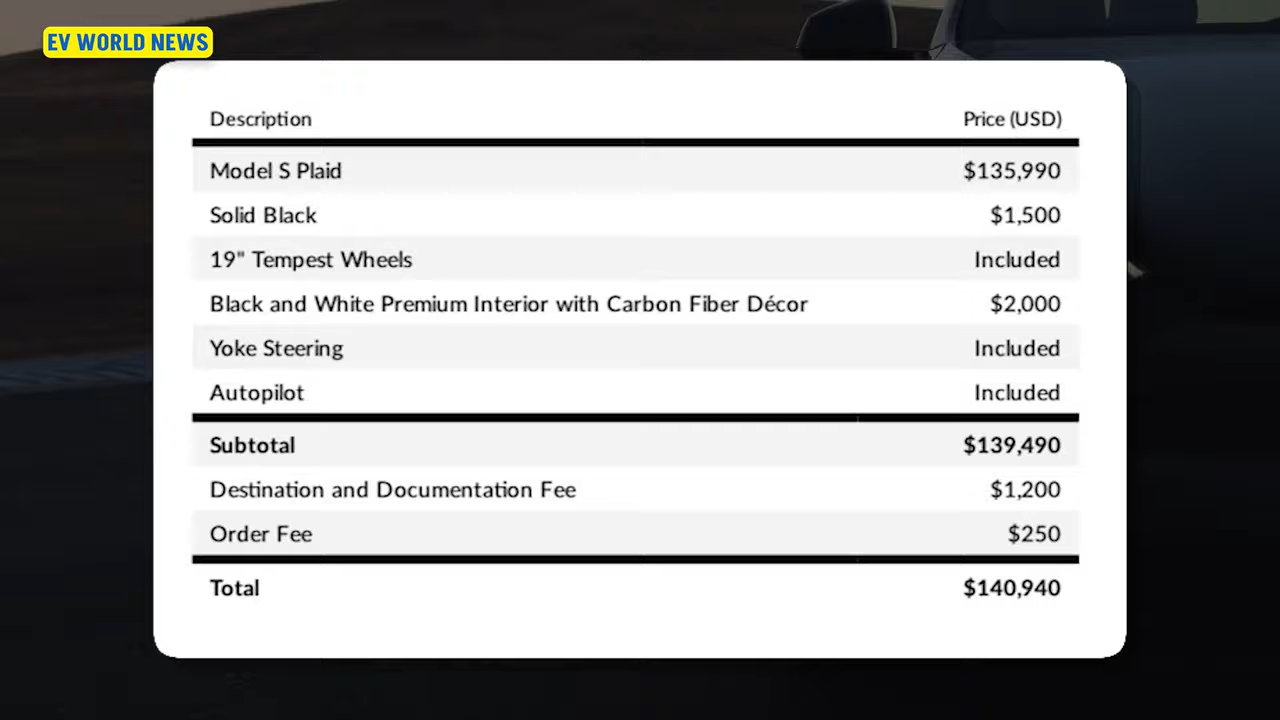 EV WORLD NEWS
Description Price (USD)
Model S Plaid $135,990
Solid Black $1,500
19" Tempest Wheels Included
Black and White Premium Interior with Carbon Fiber Décor $2,000
Yoke Steering Included
Autopilot Included
Subtotal $139,490
Destination and Documentation Fee $1,200
Order Fee $250
Total $140,940